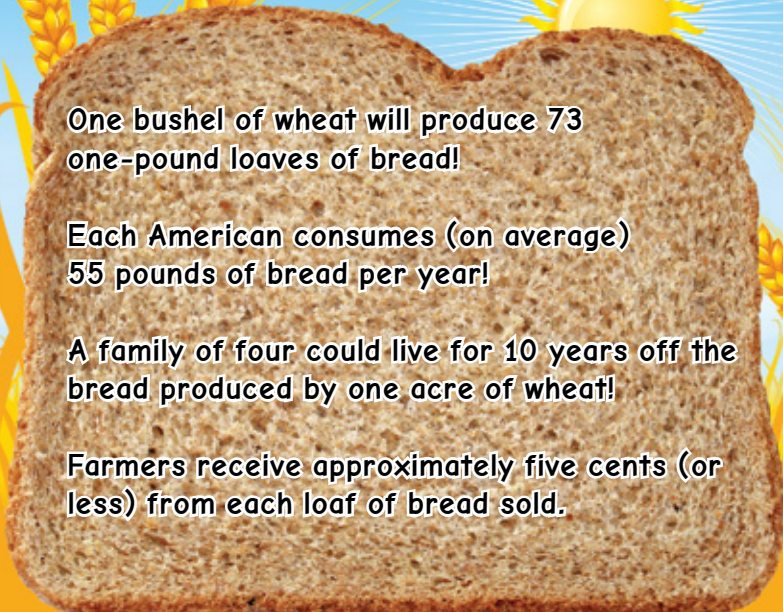 One bushel of wheat will produce 73
one-pound loaves of bread!
Each American consumes (on average)
55 pounds of bread per year!
A family of four could live for 10 years off the
bread produced by one acre of wheat!
Farmers receive approximately five cents (or
less) from each loaf of bread sold.